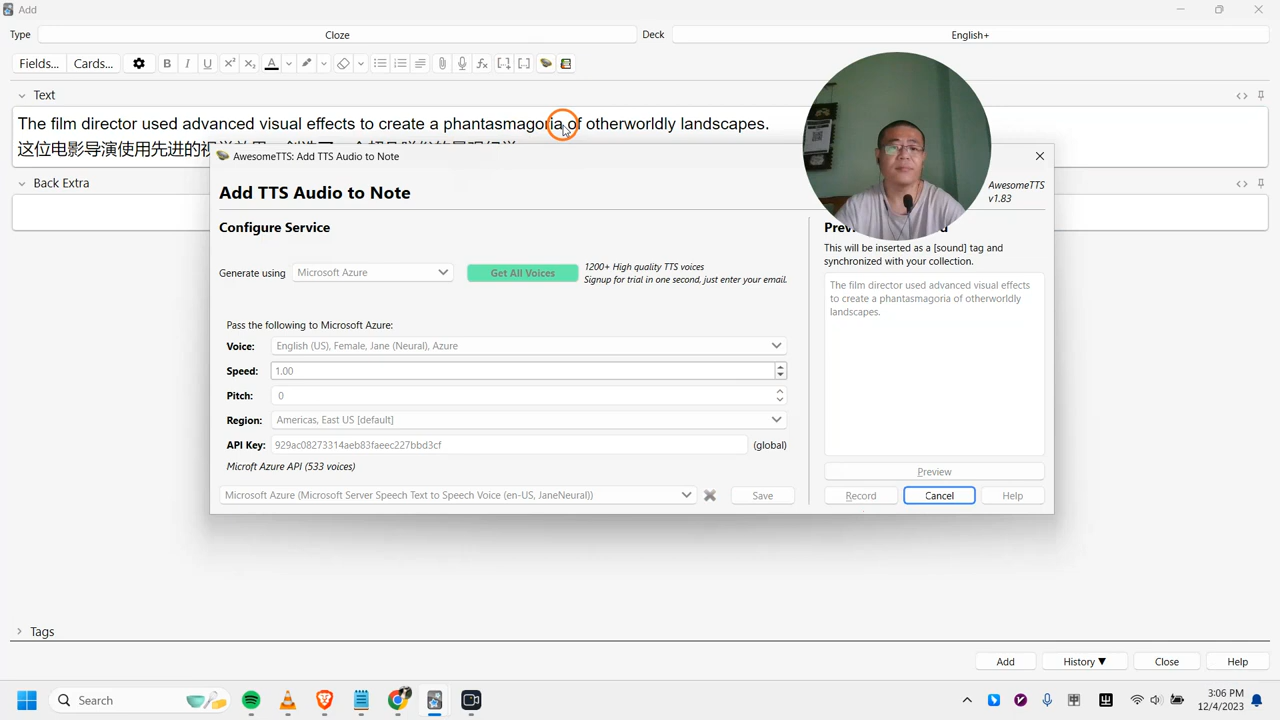 Add
Type
Cloze
Deck
English+
Fields...
Cards...
Text
The film director used advanced visual effects to create a phantasmagoria of otherworldly landscapes.
这位电影导演使用先进的
Back Extra
AwesomeTTS: Add TTS Audio to Note
Add TTS Audio to Note
AwesomeTTS
v1.83
Configure Service
Generate using
Microsoft Azure
Get All Voices
1200+ High quality TTS voices
Signup for trial in one second, just enter your email.
This will be inserted as a [sound] tag and
synchronized with your collection.
The film director used advanced visual effects
to create a phantasmagoria of otherworldly
landscapes.
Pass the following to Microsoft Azure:
Voice:
English (US), Female, Jane (Neural), Azure
Speed:
1.00
Pitch:
0
Region:
Americas, East US [default]
API Key:
929ac08273314aeb83faeec227bbd3cf
(global)
Microft Azure API (533 voices)
Preview
Microsoft Azure (Microsoft Server Speech Text to Speech Voice (en-US, JaneNeural))
Save
Record
Cancel
Help
Tags
Add
History ▼
Close
Help
Search
3:06 PM
12/4/2023